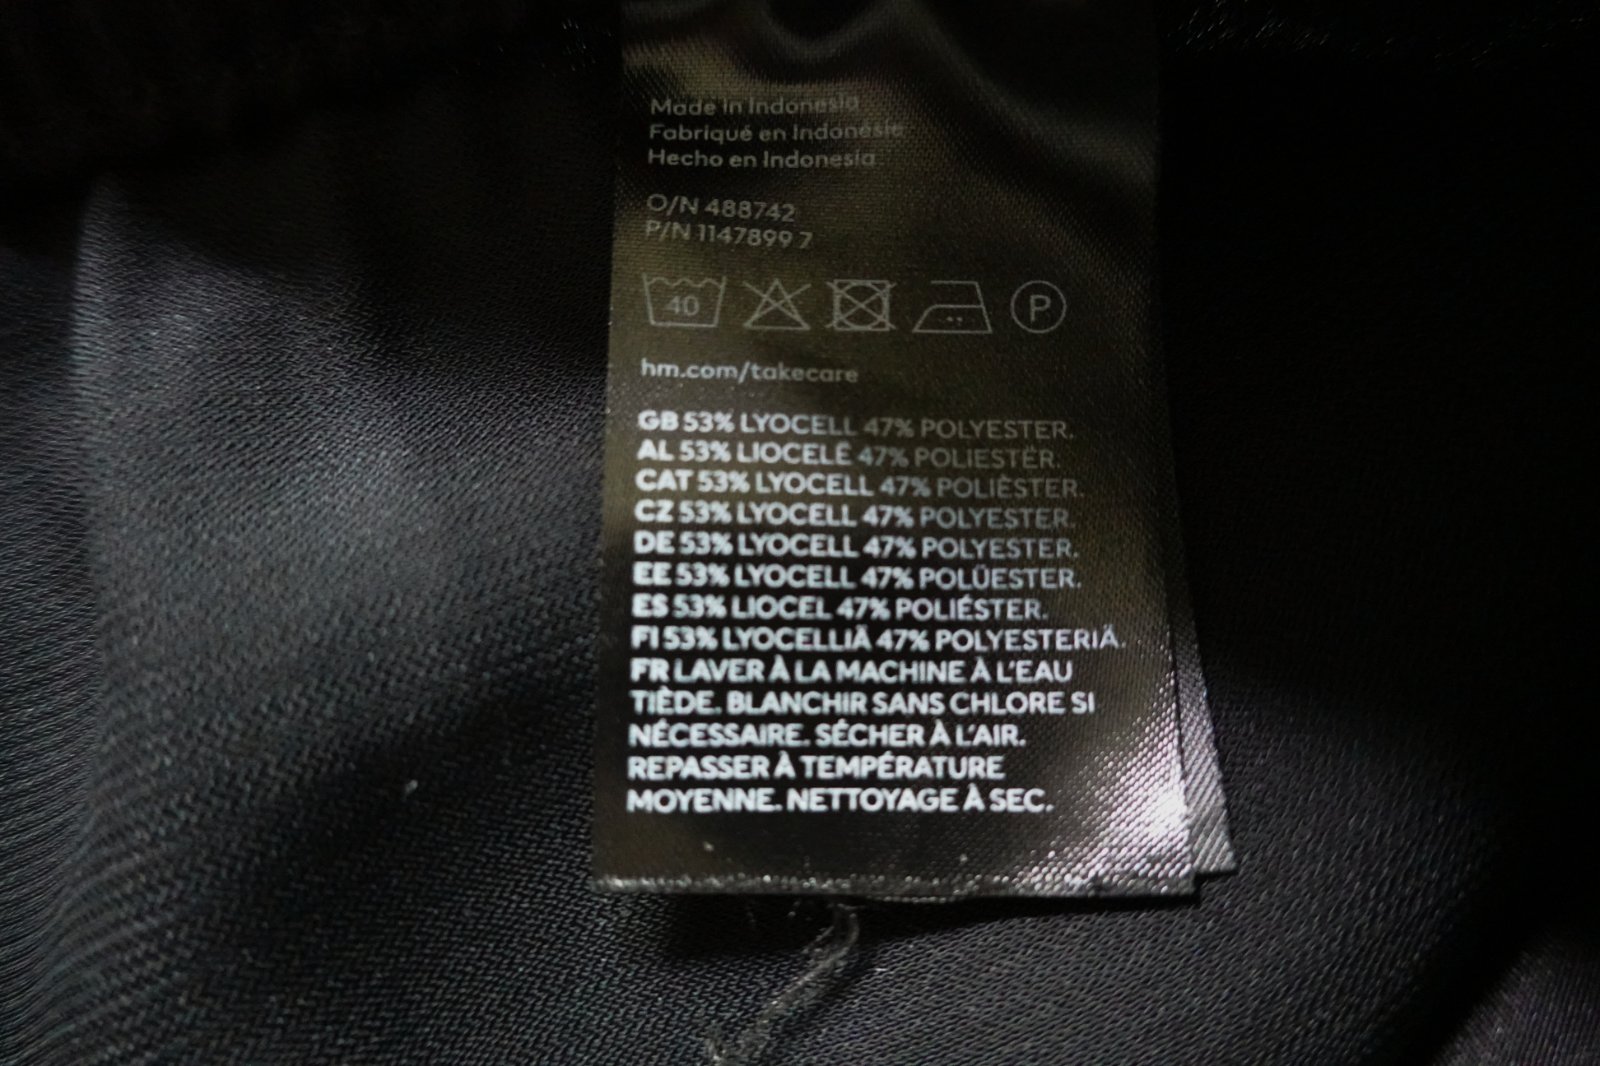 Made in Indonesia
Fabriqué en Indonésie
Hecho en Indonesia
O/N 488742
P/N 1147899 7
40
P
hm.com/takecare
GB 53% LYOCELL 47% POLYESTER.
AL 53% LIOCELË 47% POLIESTËR.
CAT 53% LYOCELL 47% POLIÈSTER.
CZ 53% LYOCELL 47% POLYESTER.
DE 53% LYOCELL 47% POLYESTER.
EE 53% LYOCELL 47% POLÜESTER.
ES 53% LIOCEL 47% POLIÉSTER.
FI 53% LYOCELLIÄ 47% POLYESTERIÄ.
FR LAVER À LA MACHINE À L'EAU
TIÈDE. BLANCHIR SANS CHLORE SI
NÉCESSAIRE. SÉCHER À L'AIR.
REPASSER À TEMPÉRATURE
MOYENNE. NETTOYAGE À SEC.